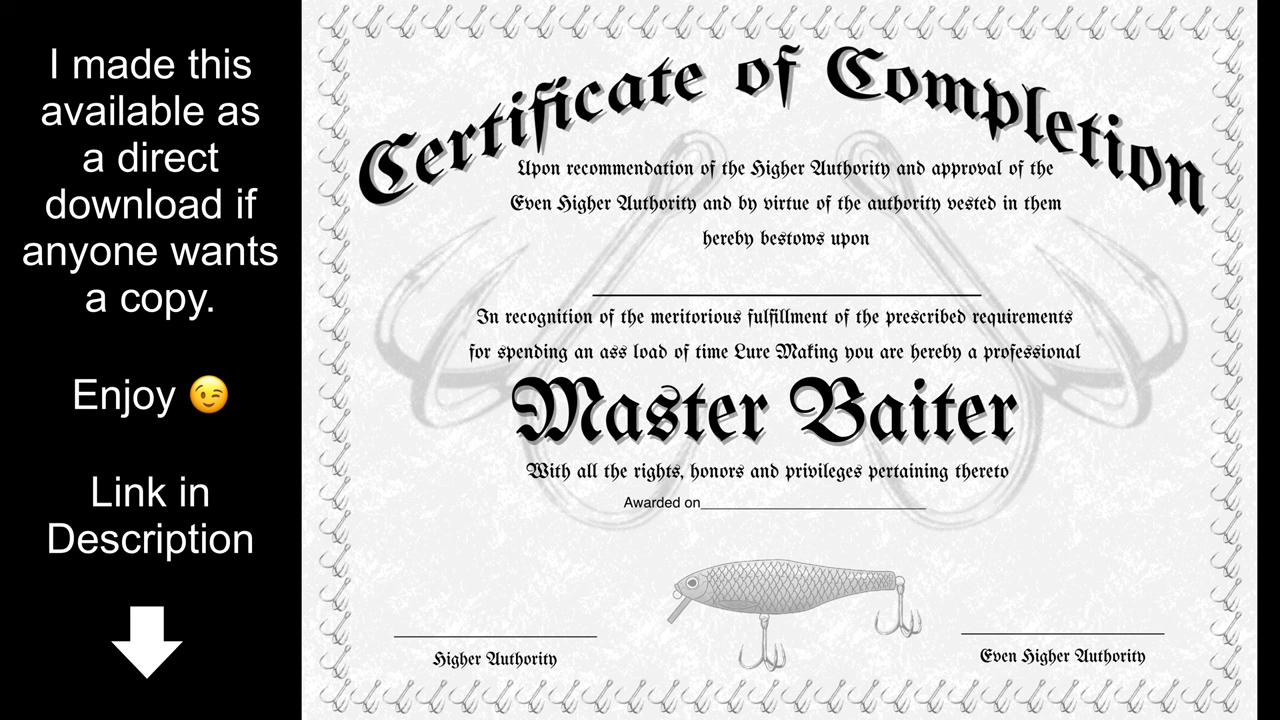 I made this
available as
a direct
download if
anyone wants
a copy.
Enjoy 😉
Link in
Description
Certificate of Completion
Upon recommendation of the Higher Authority and approval of the
Even Higher Authority and by virtue of the authority vested in them
hereby bestows upon
In recognition of the meritorious fulfillment of the prescribed requirements
for spending an ass load of time Lure Making you are hereby a professional
Master Baiter
With all the rights, honors and privileges pertaining thereto
Awarded on
Higher Authority
Even Higher Authority